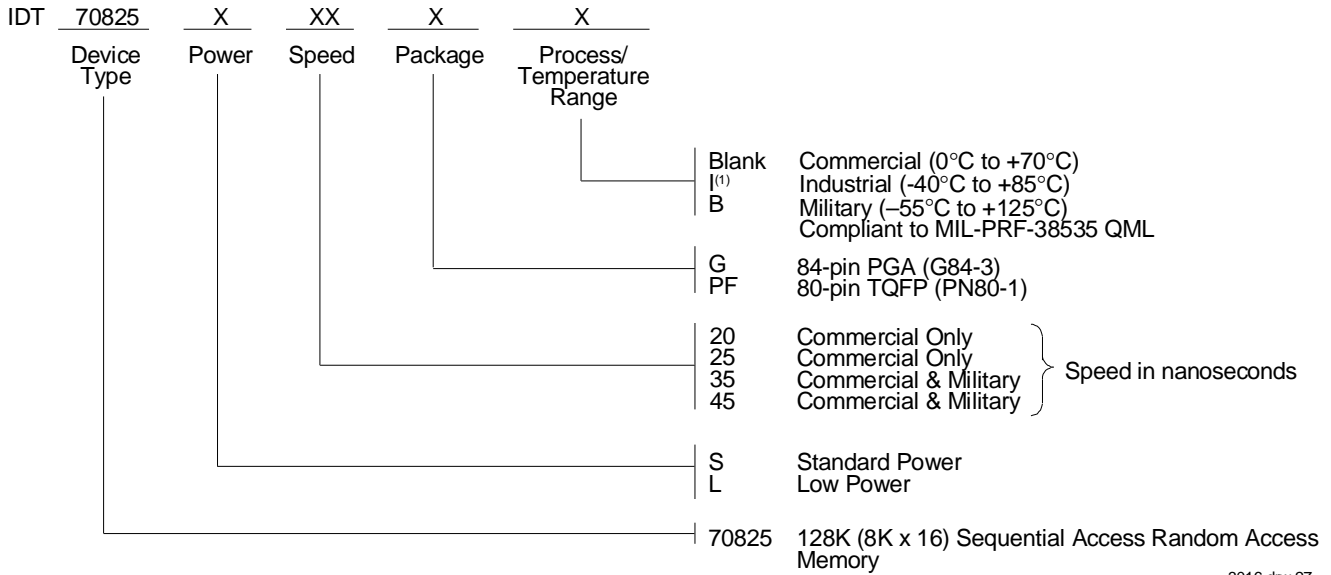 IDT 70825 X XX X X
Device Type
Power
Speed
Package
Process/ Temperature Range
Blank Commercial (0°C to +70°C)
I(1) Industrial (-40°C to +85°C)
B Military (–55°C to +125°C)
Compliant to MIL-PRF-38535 QML
G 84-pin PGA (G84-3)
PF 80-pin TQFP (PN80-1)
20 Commercial Only
25 Commercial Only
35 Commercial & Military
45 Commercial & Military
Speed in nanoseconds
S Standard Power
L Low Power
70825 128K (8K x 16) Sequential Access Random Access
Memory